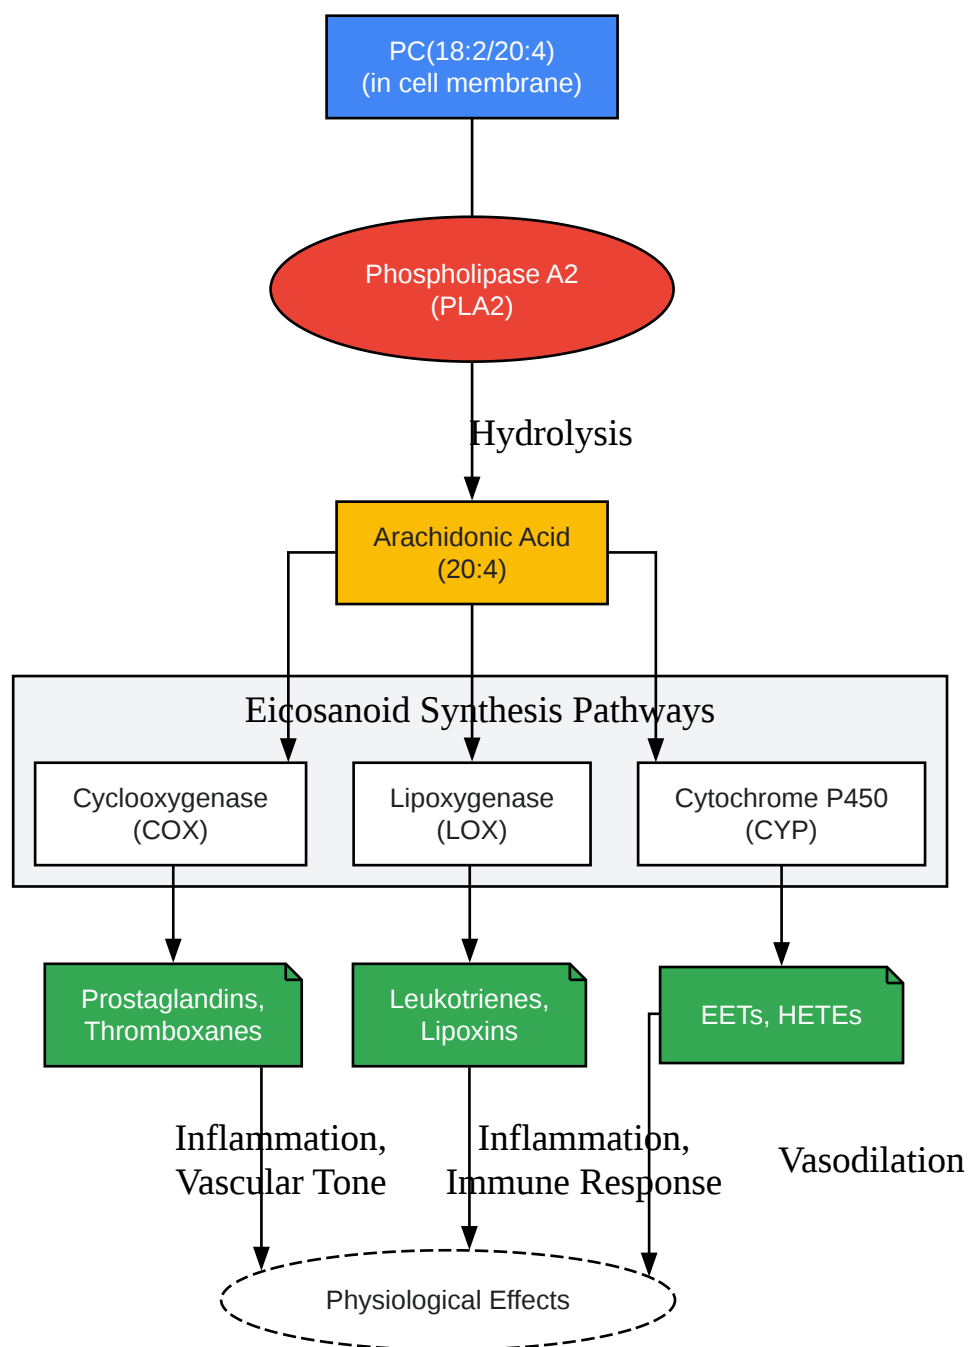 PC(18:2/20:4)
(in cell membrane)
Phospholipase A2
(PLA2)
Hydrolysis
Arachidonic Acid
(20:4)
Eicosanoid Synthesis Pathways
Cyclooxygenase
(COX)
Lipoxygenase
(LOX)
Cytochrome P450
(CYP)
Prostaglandins,
Thromboxanes
Leukotrienes,
Lipoxins
EETs, HETEs
Inflammation,
Vascular Tone
Inflammation,
Immune Response
Vasodilation
Physiological Effects